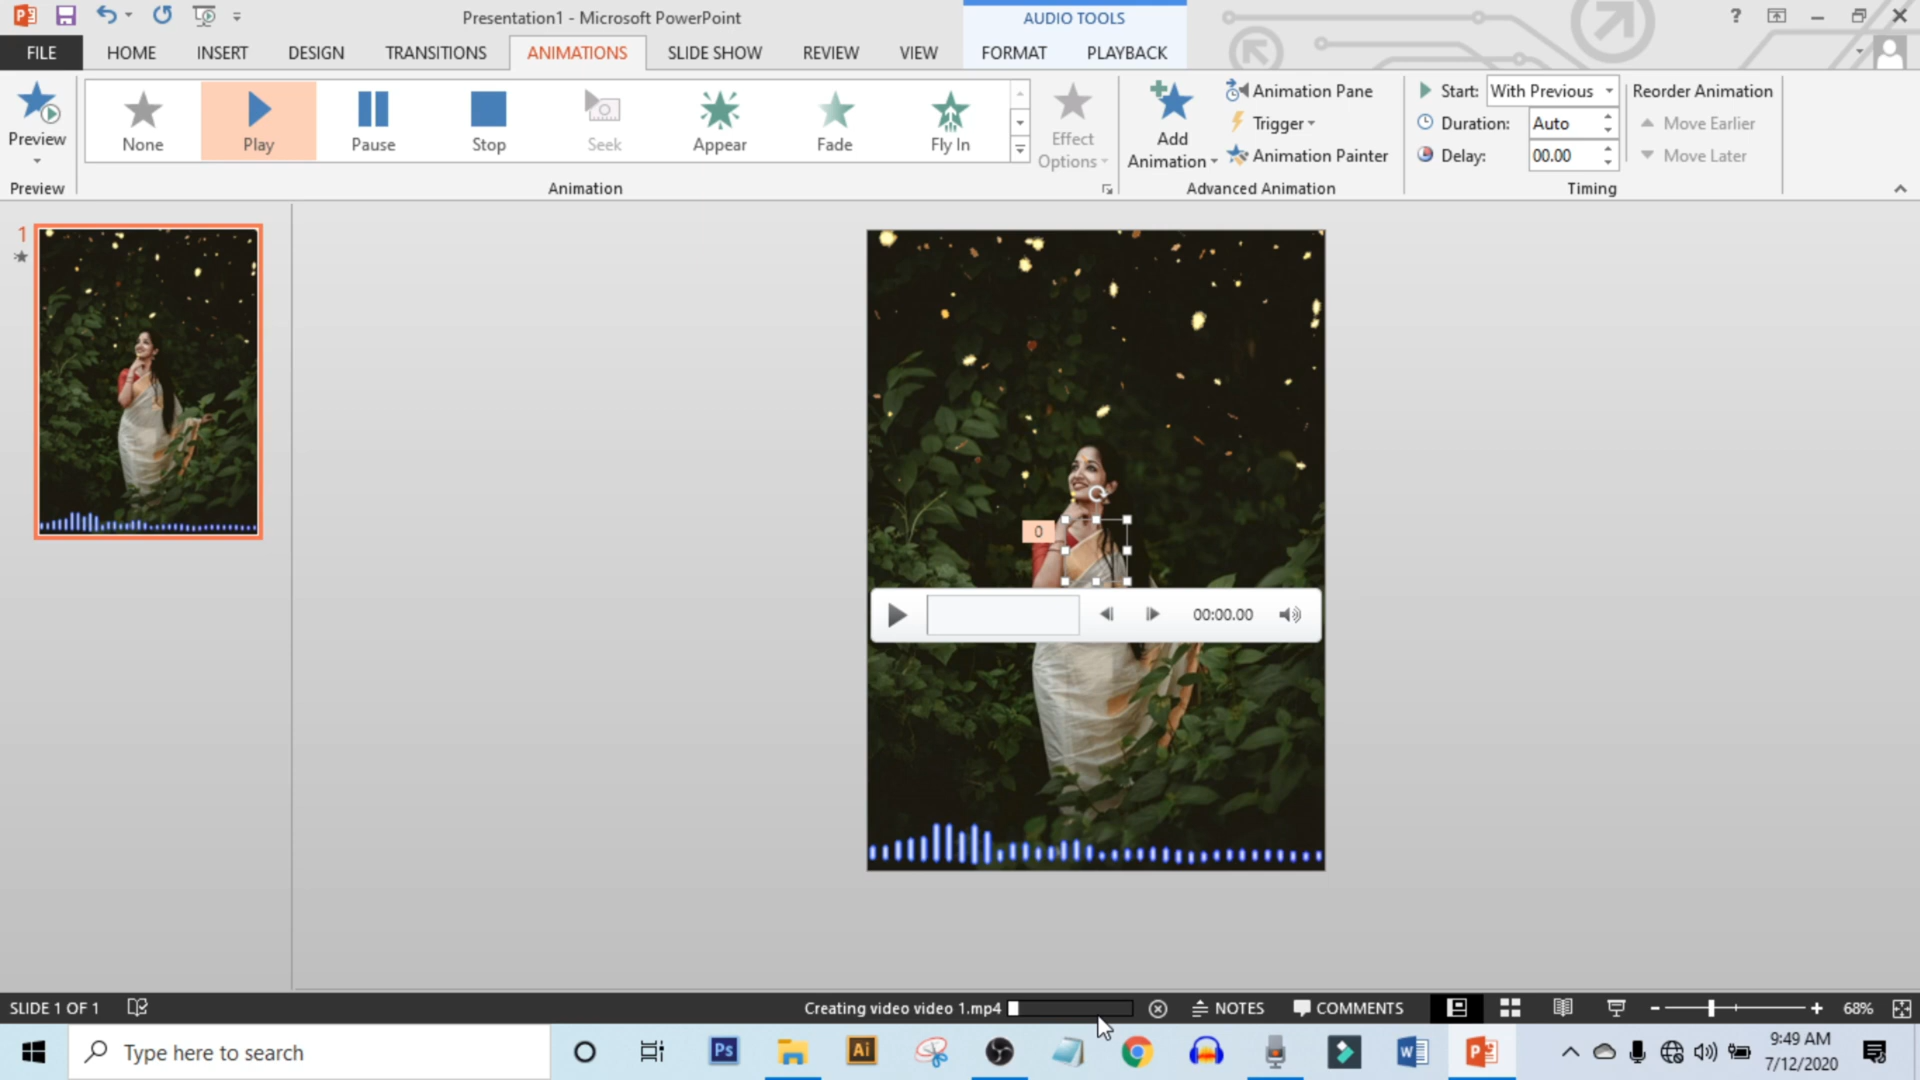 Presentation1 - Microsoft PowerPoint
AUDIO TOOLS
?
FILE
HOME
INSERT
DESIGN
TRANSITIONS
ANIMATIONS
SLIDE SHOW
REVIEW
VIEW
FORMAT
PLAYBACK
Preview
None
Play
Pause
Stop
Seek
Appear
Fade
Fly In
Effect
Options
Add
Animation
Animation Pane
Trigger
Animation Painter
Start: With Previous
Duration: Auto
Delay: 00.00
Reorder Animation
Move Earlier
Move Later
Preview
Animation
Advanced Animation
Timing
1
0
00:00.00
SLIDE 1 OF 1
Creating video video 1.mp4
NOTES
COMMENTS
68%
Type here to search
Ps
Ai
9:49 AM
7/12/2020